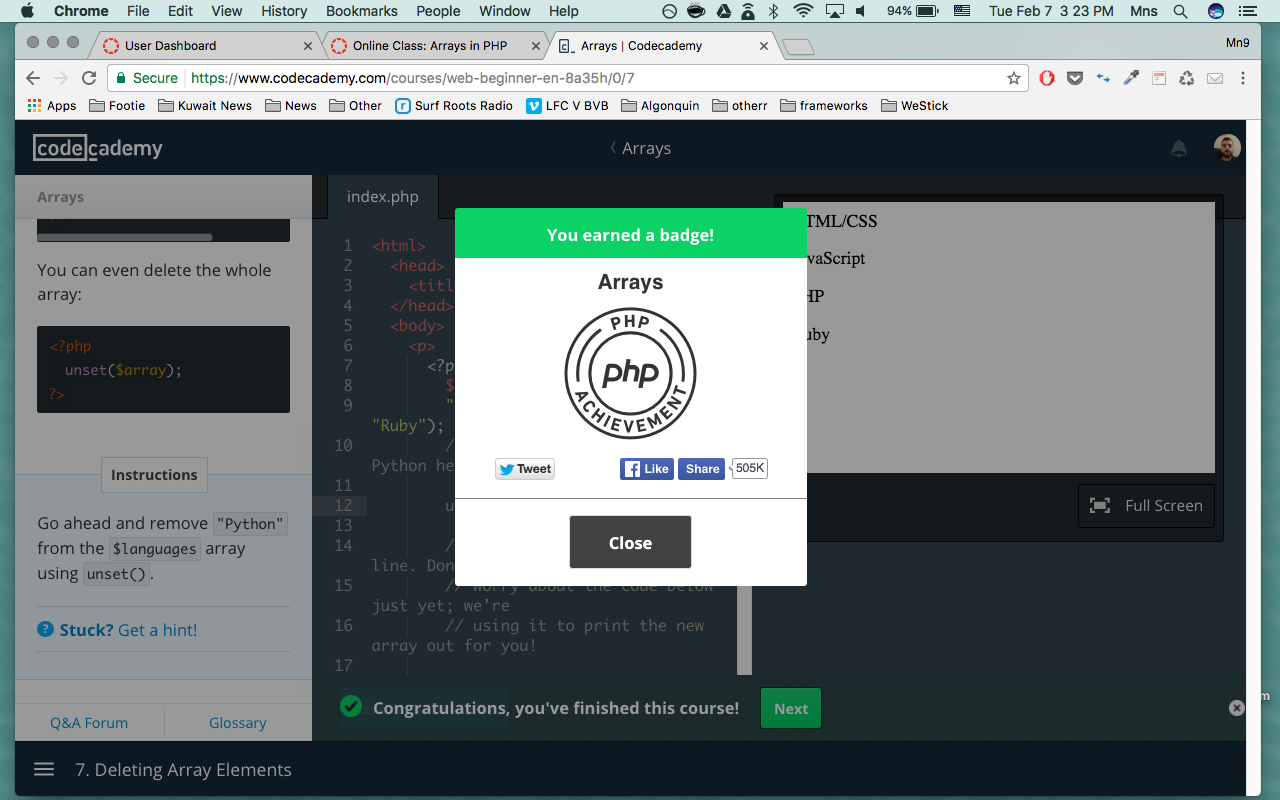 Chrome File Edit View History Bookmarks People Window Help 94% Tue Feb 7 3 23 PM Mns
User Dashboard Online Class: Arrays in PHP Arrays | Codecademy Mn9
Secure https://www.codecademy.com/courses/web-beginner-en-8a35h/0/7
Apps Footie Kuwait News News Other Surf Roots Radio LFC V BVB Algonquin otherr frameworks WeStick
codecademy Arrays
Arrays
You can even delete the whole
array:
<?php
unset($array);
?>
Instructions
Go ahead and remove "Python"
from the $languages array
using unset().
Stuck? Get a hint!
Q&A Forum Glossary
index.php
1 <html>
2 <head>
3 <titl
4 </head>
5 <body>
6 <p>
7 <?p
8 $
9 "
"Ruby");
10 /
Python he
11
12 u
13
14 /
line. Don
15 // worry about the code below
just yet; we're
16 // using it to print the new
array out for you!
17
You earned a badge!
Arrays
PHP
php
ACHIEVEMENT
Tweet Like Share 505K
Close
TML/CSS
vaScript
HP
uby
Full Screen
Congratulations, you've finished this course! Next
7. Deleting Array Elements
m